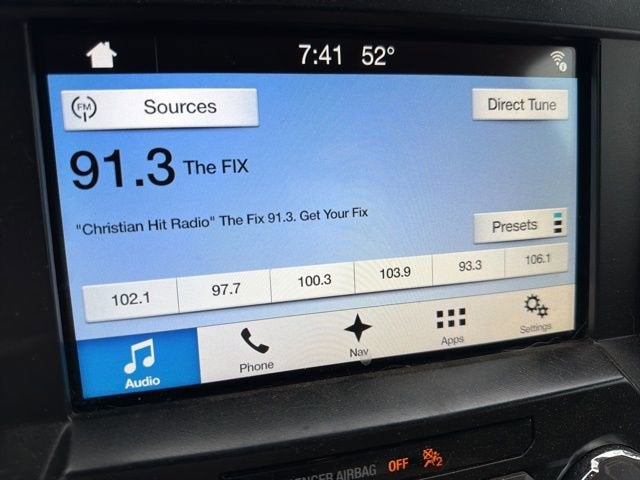 7:41 52°
FM Sources Direct Tune
91.3 The FIX
"Christian Hit Radio" The Fix 91.3. Get Your Fix
Presets
102.1 97.7 100.3 103.9 93.3 106.1
Audio Phone Nav Apps Settings
AIRBAG OFF 2